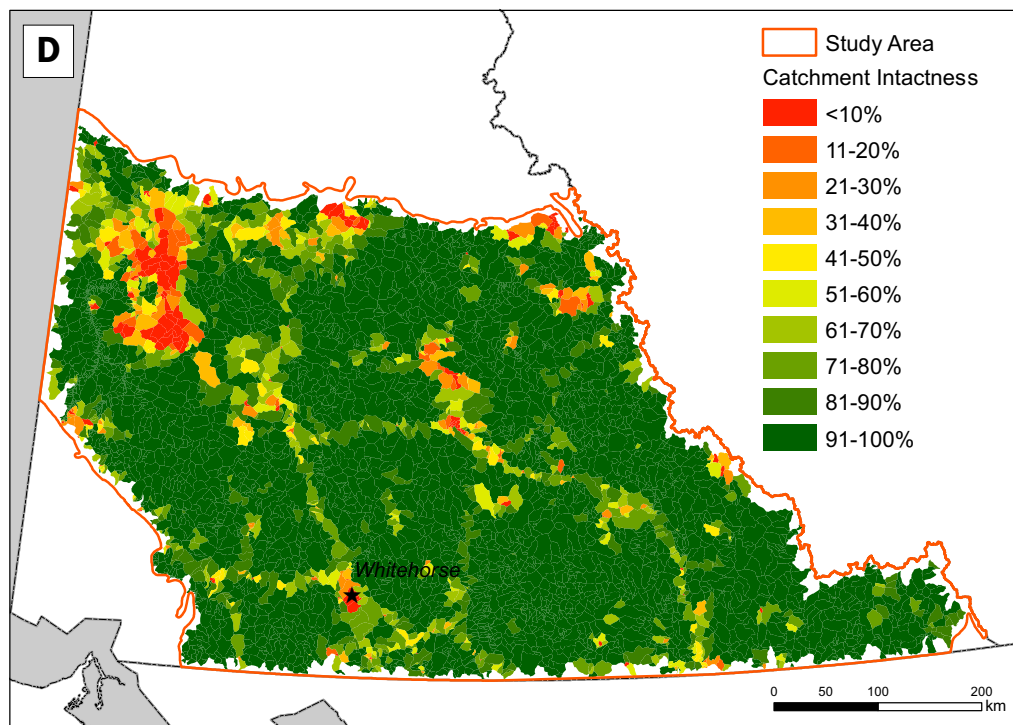 D
Study Area
Catchment Intactness
<10%
11-20%
21-30%
31-40%
41-50%
51-60%
61-70%
71-80%
81-90%
91-100%
Whitehorse
0 50 100 200
km